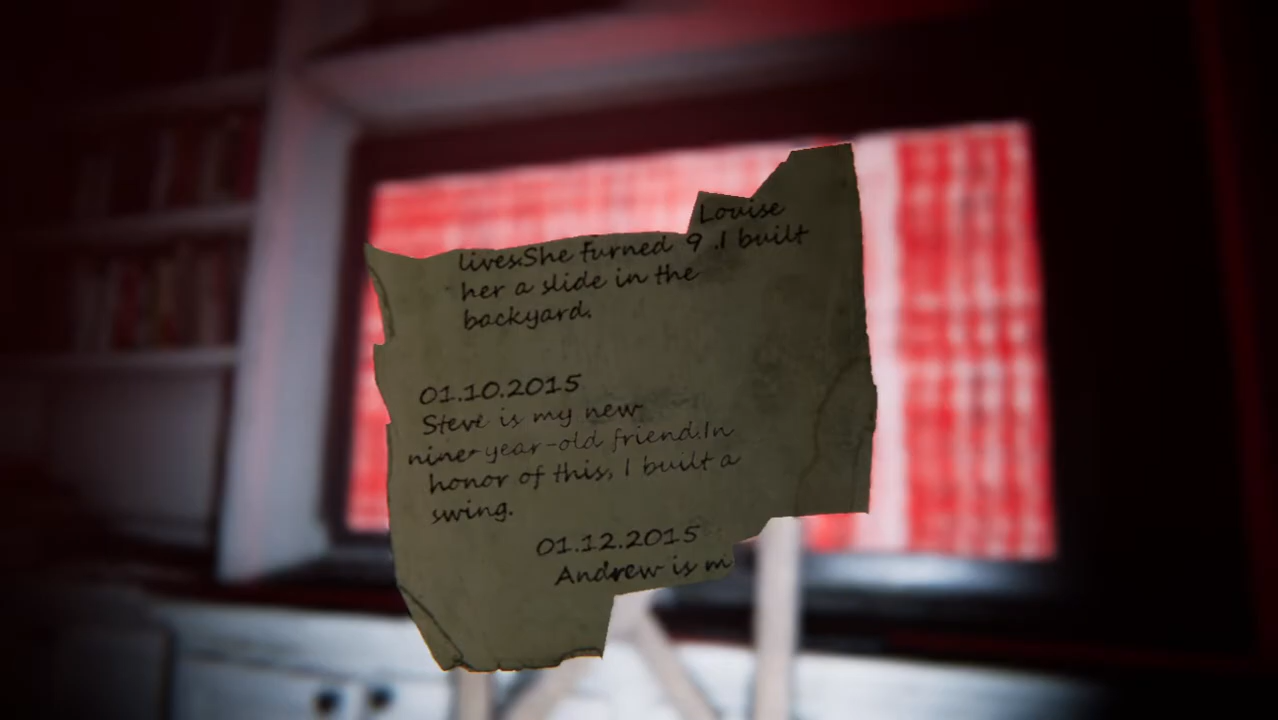 Louise
lives.She turned 9 .I built
her a slide in the
backyard.
01.10.2015
Steve is my new
nine-year-old friend.In
honor of this, I built a
swing.
01.12.2015
Andrew is m